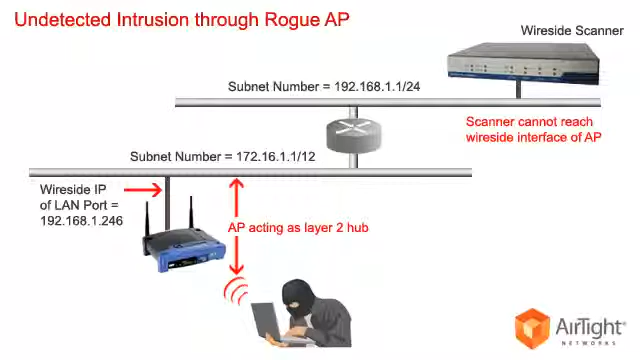 Undetected Intrusion through Rogue AP
Wireside Scanner
Subnet Number = 192.168.1.1/24
Scanner cannot reach
wireside interface of AP
Subnet Number = 172.16.1.1/12
Wireside IP
of LAN Port =
192.168.1.246
AP acting as layer 2 hub
AirTight®
NETWORKS